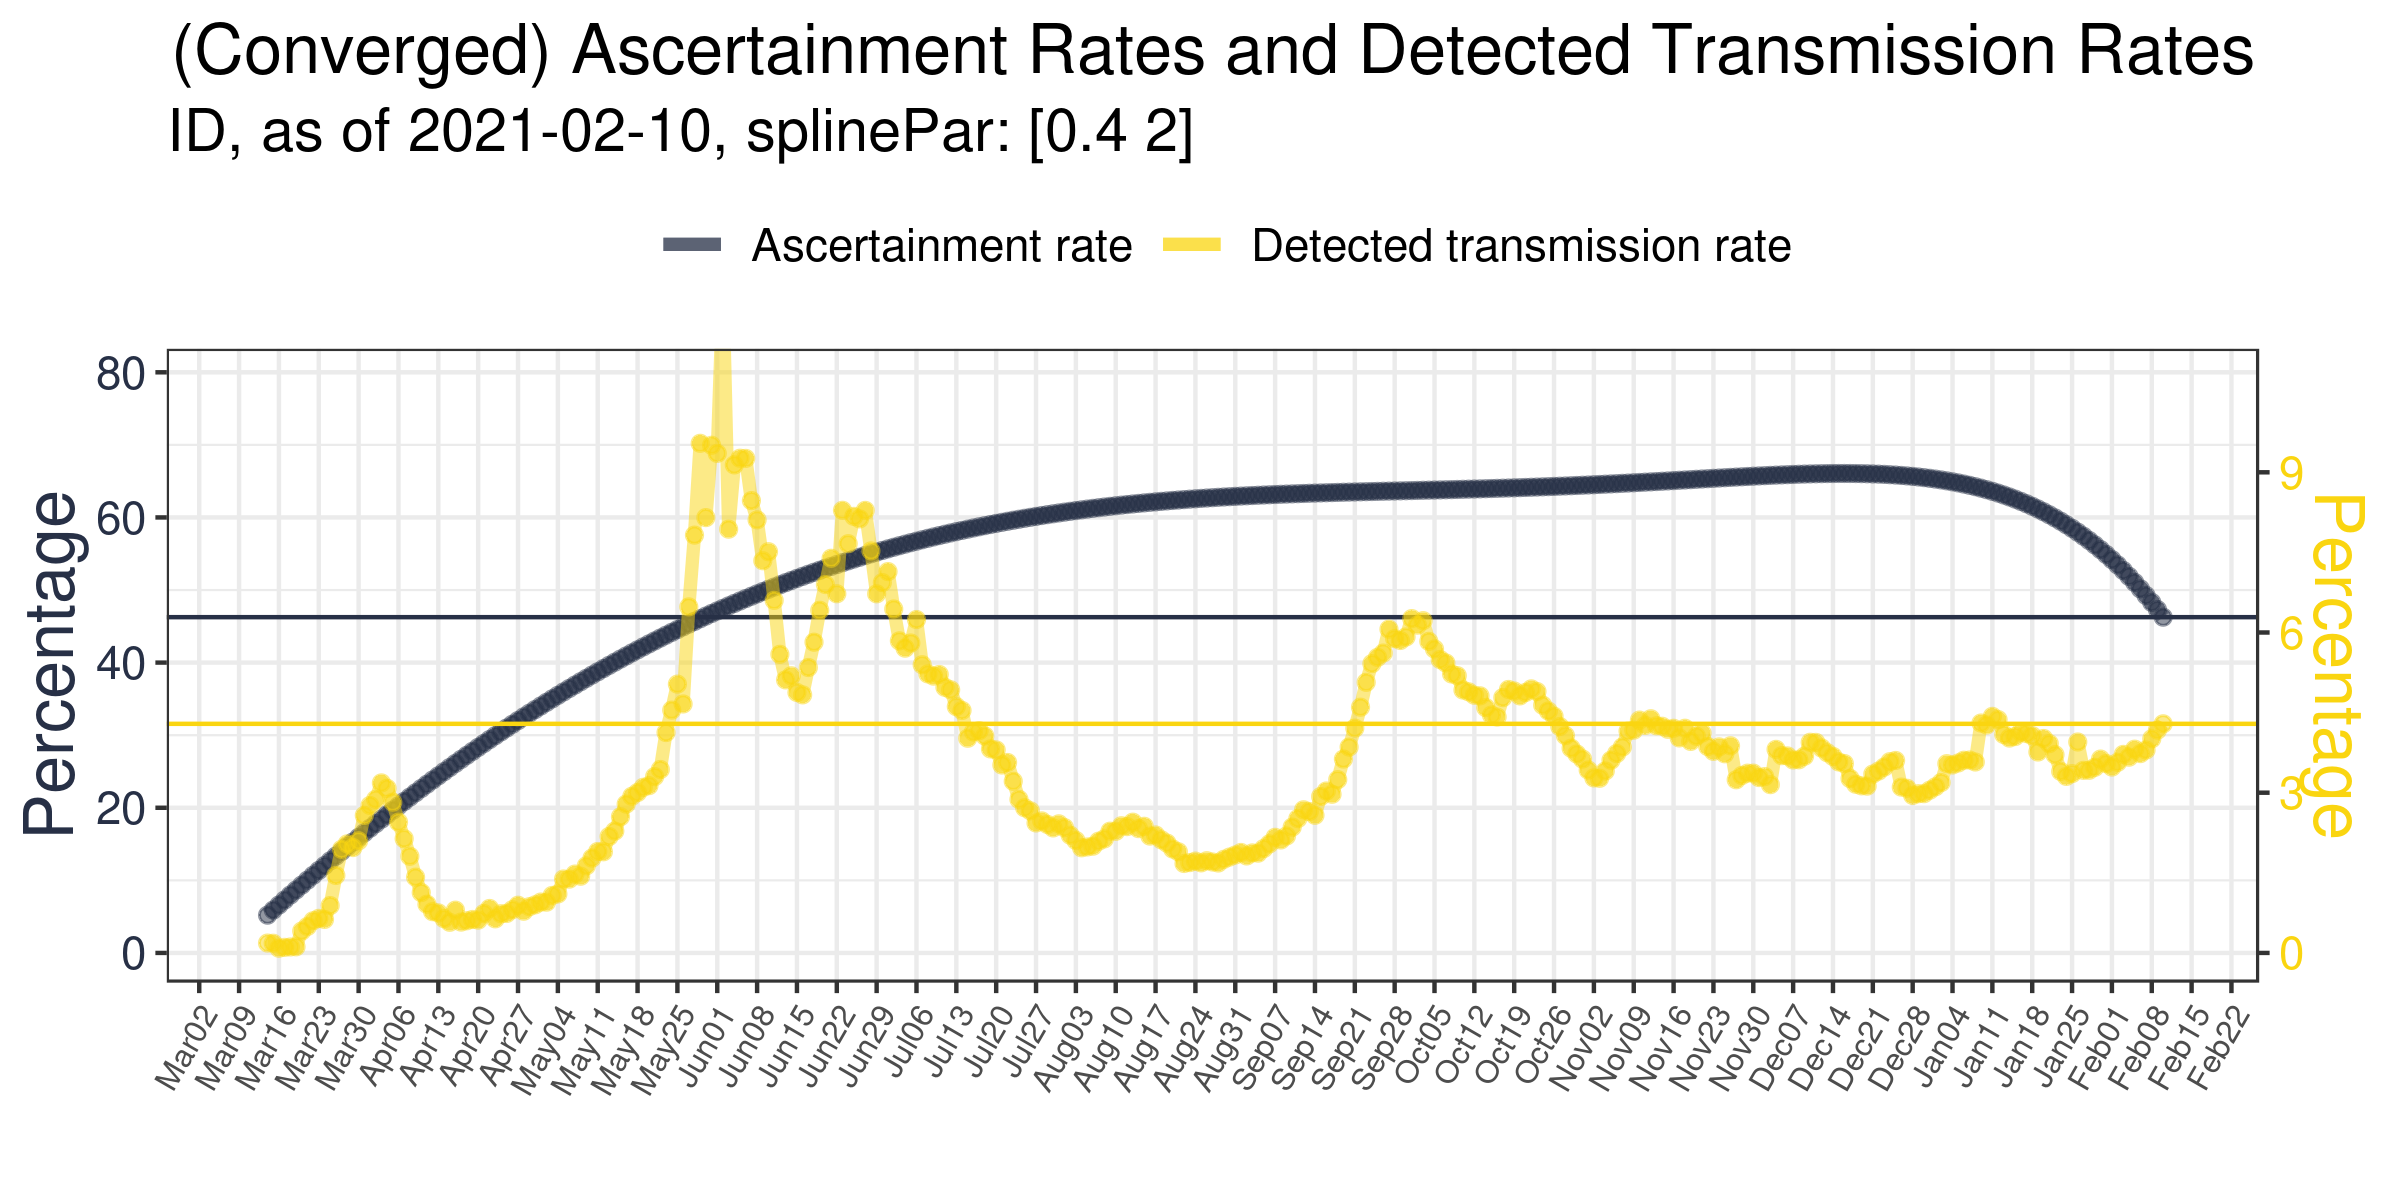 (Converged) Ascertainment Rates and Detected Transmission Rates
ID, as of 2021-02-10, splinePar: [0.4 2]
Ascertainment rate Detected transmission rate
Percentage
80
60
40
20
0
9
6
3
0
Percentage
Mar02 Mar09 Mar16 Mar23 Mar30 Apr06 Apr13 Apr20 Apr27 May04 May11 May18 May25 Jun01 Jun08 Jun15 Jun22 Jun29 Jul06 Jul13 Jul20 Jul27 Aug03 Aug10 Aug17 Aug24 Aug31 Sep07 Sep14 Sep21 Sep28 Oct05 Oct12 Oct19 Oct26 Nov02 Nov09 Nov16 Nov23 Nov30 Dec07 Dec14 Dec21 Dec28 Jan04 Jan11 Jan18 Jan25 Feb01 Feb08 Feb15 Feb22